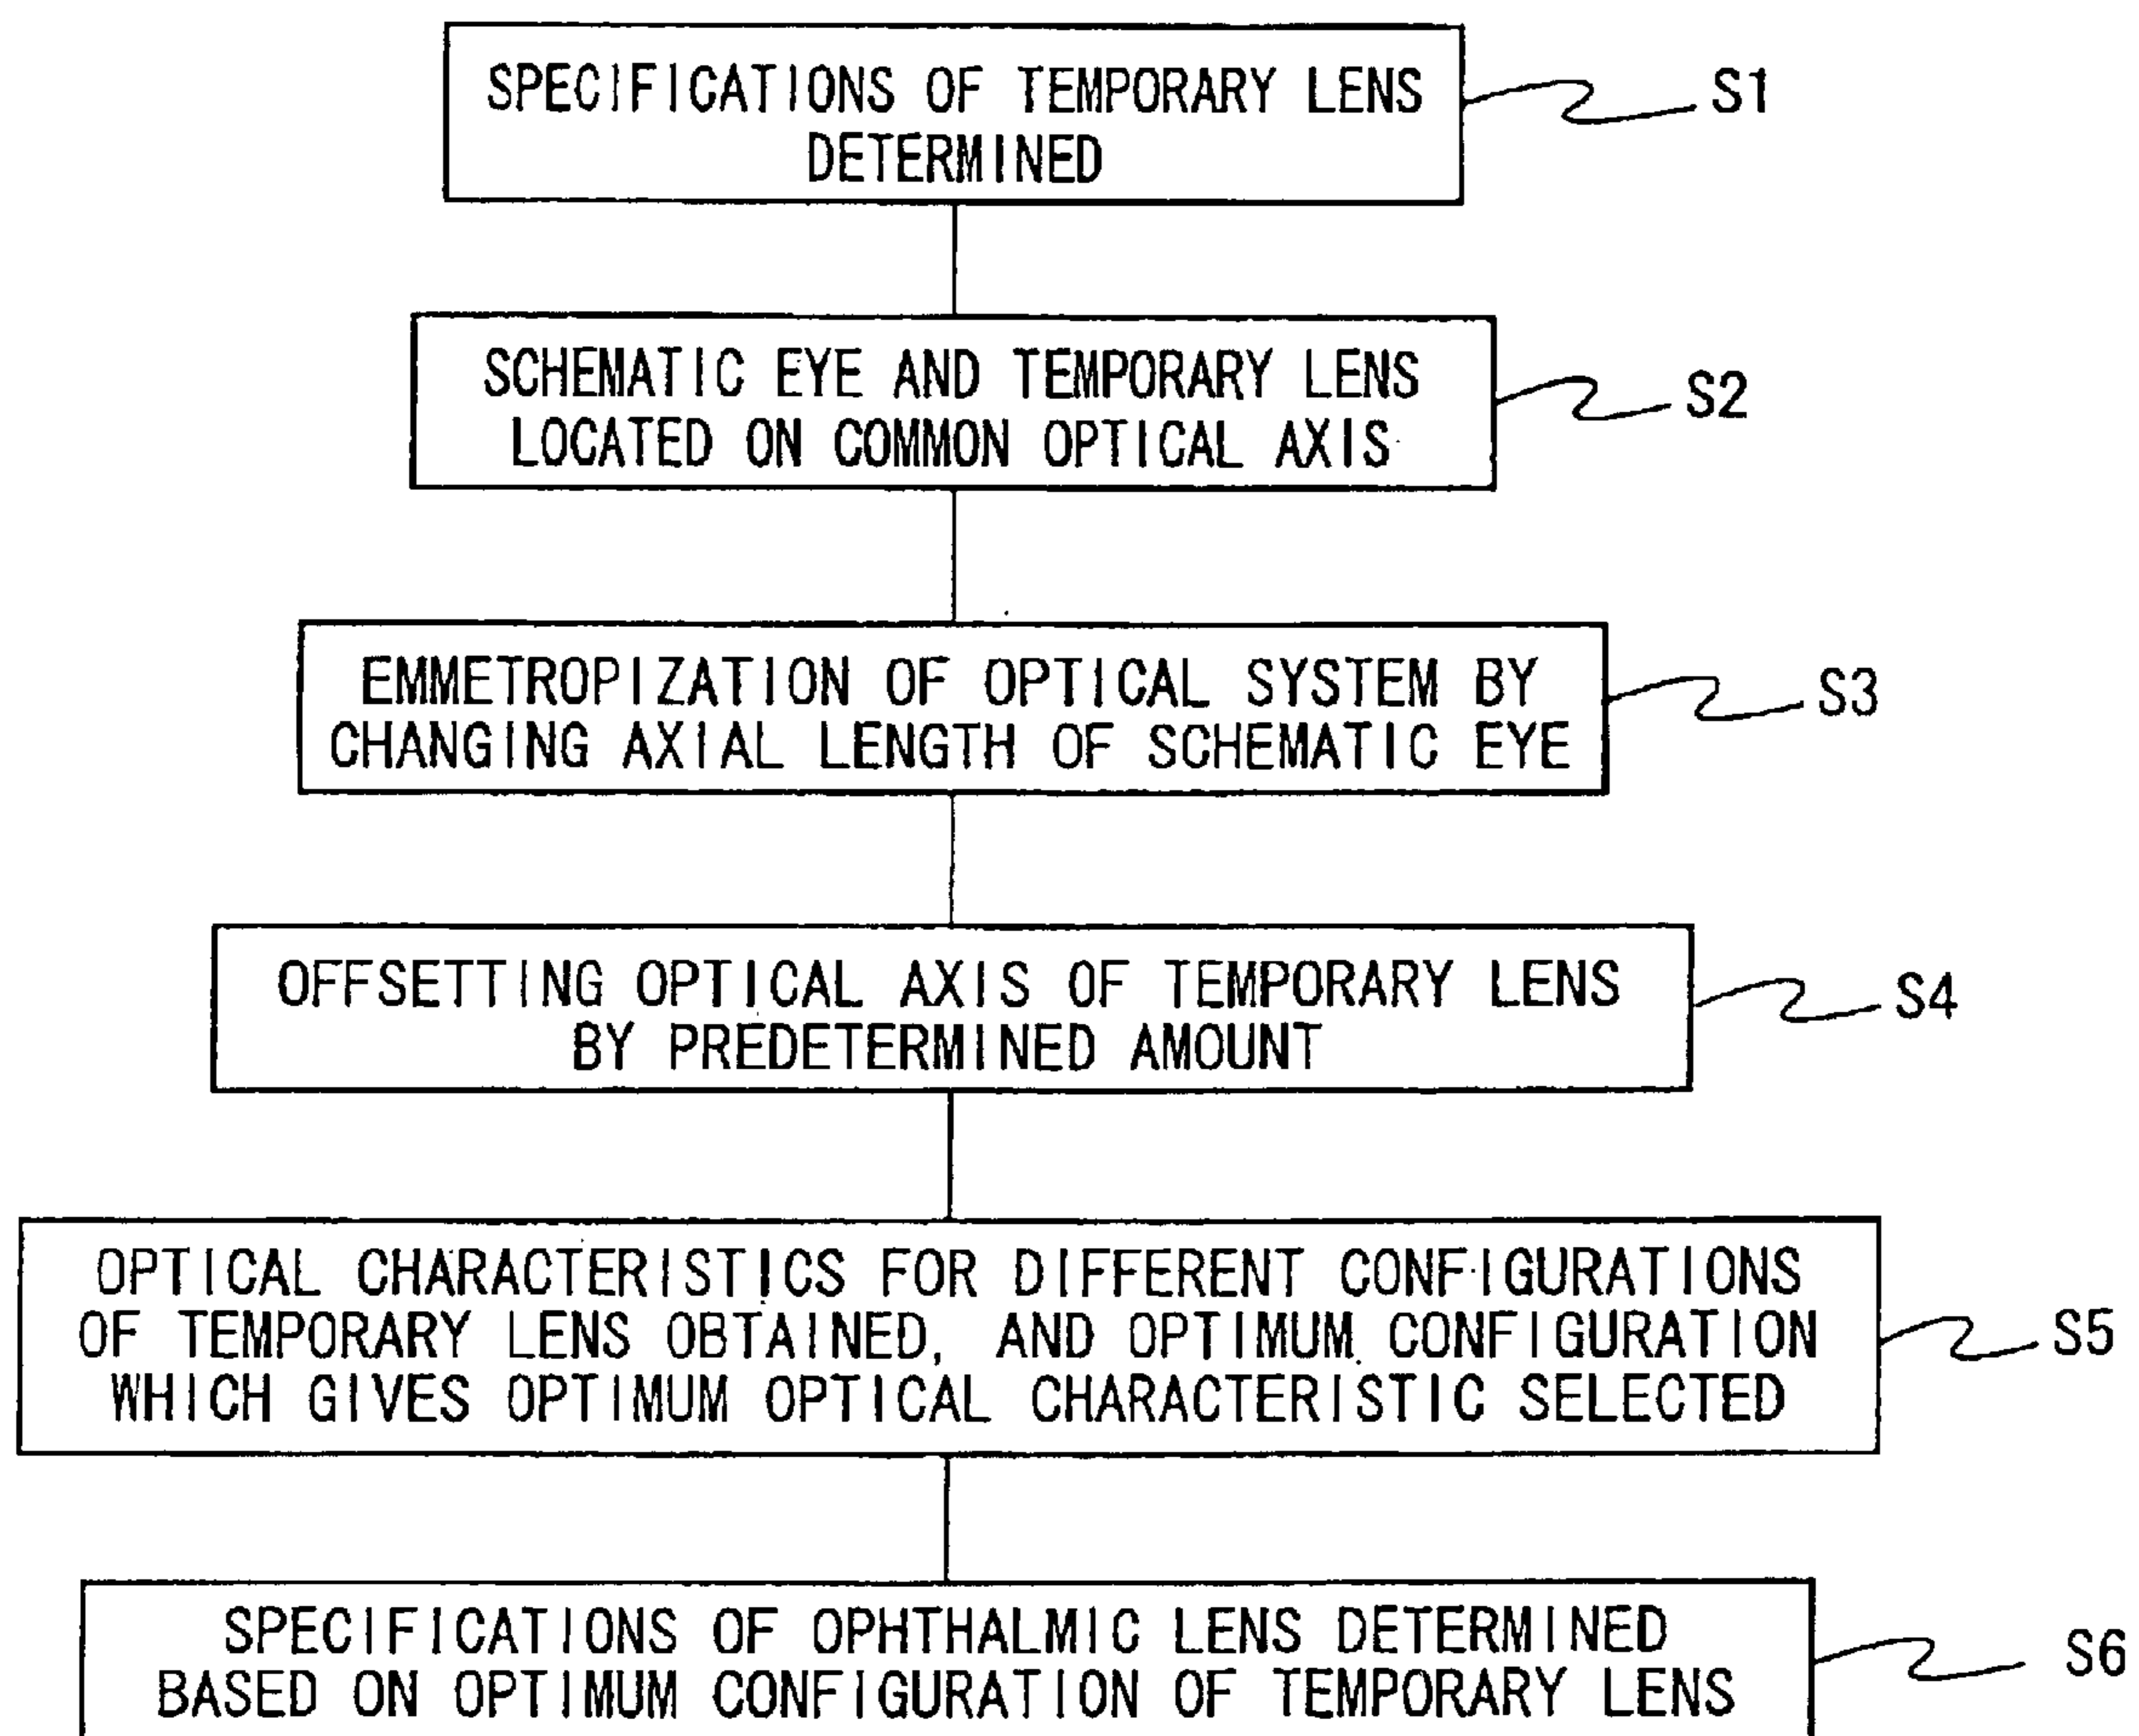 SPECIFICATIONS OF TEMPORARY LENS
DETERMINED
S1
SCHEMATIC EYE AND TEMPORARY LENS
LOCATED ON COMMON OPTICAL AXIS
S2
EMMETROPIZATION OF OPTICAL SYSTEM BY
CHANGING AXIAL LENGTH OF SCHEMATIC EYE
S3
OFFSETTING OPTICAL AXIS OF TEMPORARY LENS
BY PREDETERMINED AMOUNT
S4
OPTICAL CHARACTERISTICS FOR DIFFERENT CONFIGURATIONS
OF TEMPORARY LENS OBTAINED, AND OPTIMUM CONFIGURATION
WHICH GIVES OPTIMUM OPTICAL CHARACTERISTIC SELECTED
S5
SPECIFICATIONS OF OPHTHALMIC LENS DETERMINED
BASED ON OPTIMUM CONFIGURATION OF TEMPORARY LENS
S6